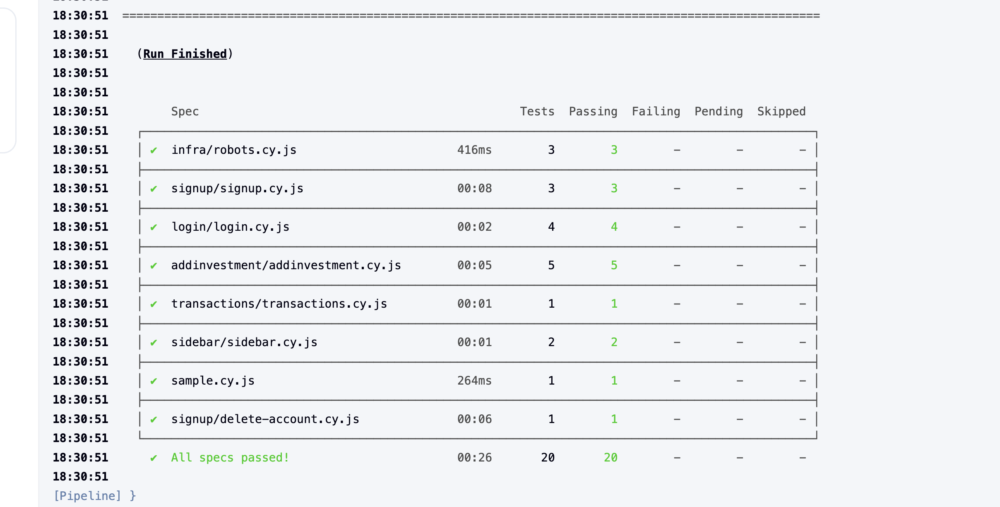 18:30:51 ====================================================================================================
18:30:51
18:30:51 (Run Finished)
18:30:51
18:30:51
18:30:51 Spec Tests Passing Failing Pending Skipped
18:30:51
18:30:51 ✔ infra/robots.cy.js 416ms 3 3 - - -
18:30:51
18:30:51 ✔ signup/signup.cy.js 00:08 3 3 - - -
18:30:51
18:30:51 ✔ login/login.cy.js 00:02 4 4 - - -
18:30:51
18:30:51 ✔ addinvestment/addinvestment.cy.js 00:05 5 5 - - -
18:30:51
18:30:51 ✔ transactions/transactions.cy.js 00:01 1 1 - - -
18:30:51
18:30:51 ✔ sidebar/sidebar.cy.js 00:01 2 2 - - -
18:30:51
18:30:51 ✔ sample.cy.js 264ms 1 1 - - -
18:30:51
18:30:51 ✔ signup/delete-account.cy.js 00:06 1 1 - - -
18:30:51
18:30:51 ✔ All specs passed! 00:26 20 20 - - -
18:30:51
[Pipeline] }